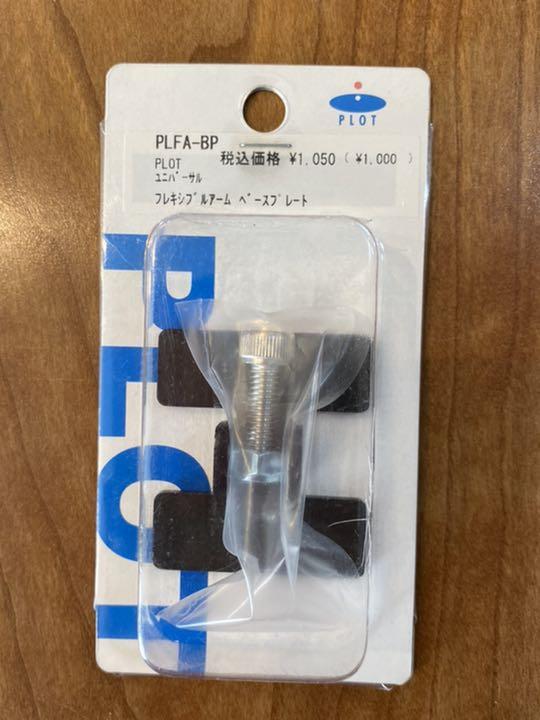 PLOT
PLFA-BP
税込価格 ¥1,050 ( ¥1,000 )
PLOT
ﾕﾆﾊﾞｰｻﾙ
ﾌﾚｷｼﾌﾞﾙｱｰﾑ ﾍﾞｰｽﾌﾟﾚｰﾄ
PLOT